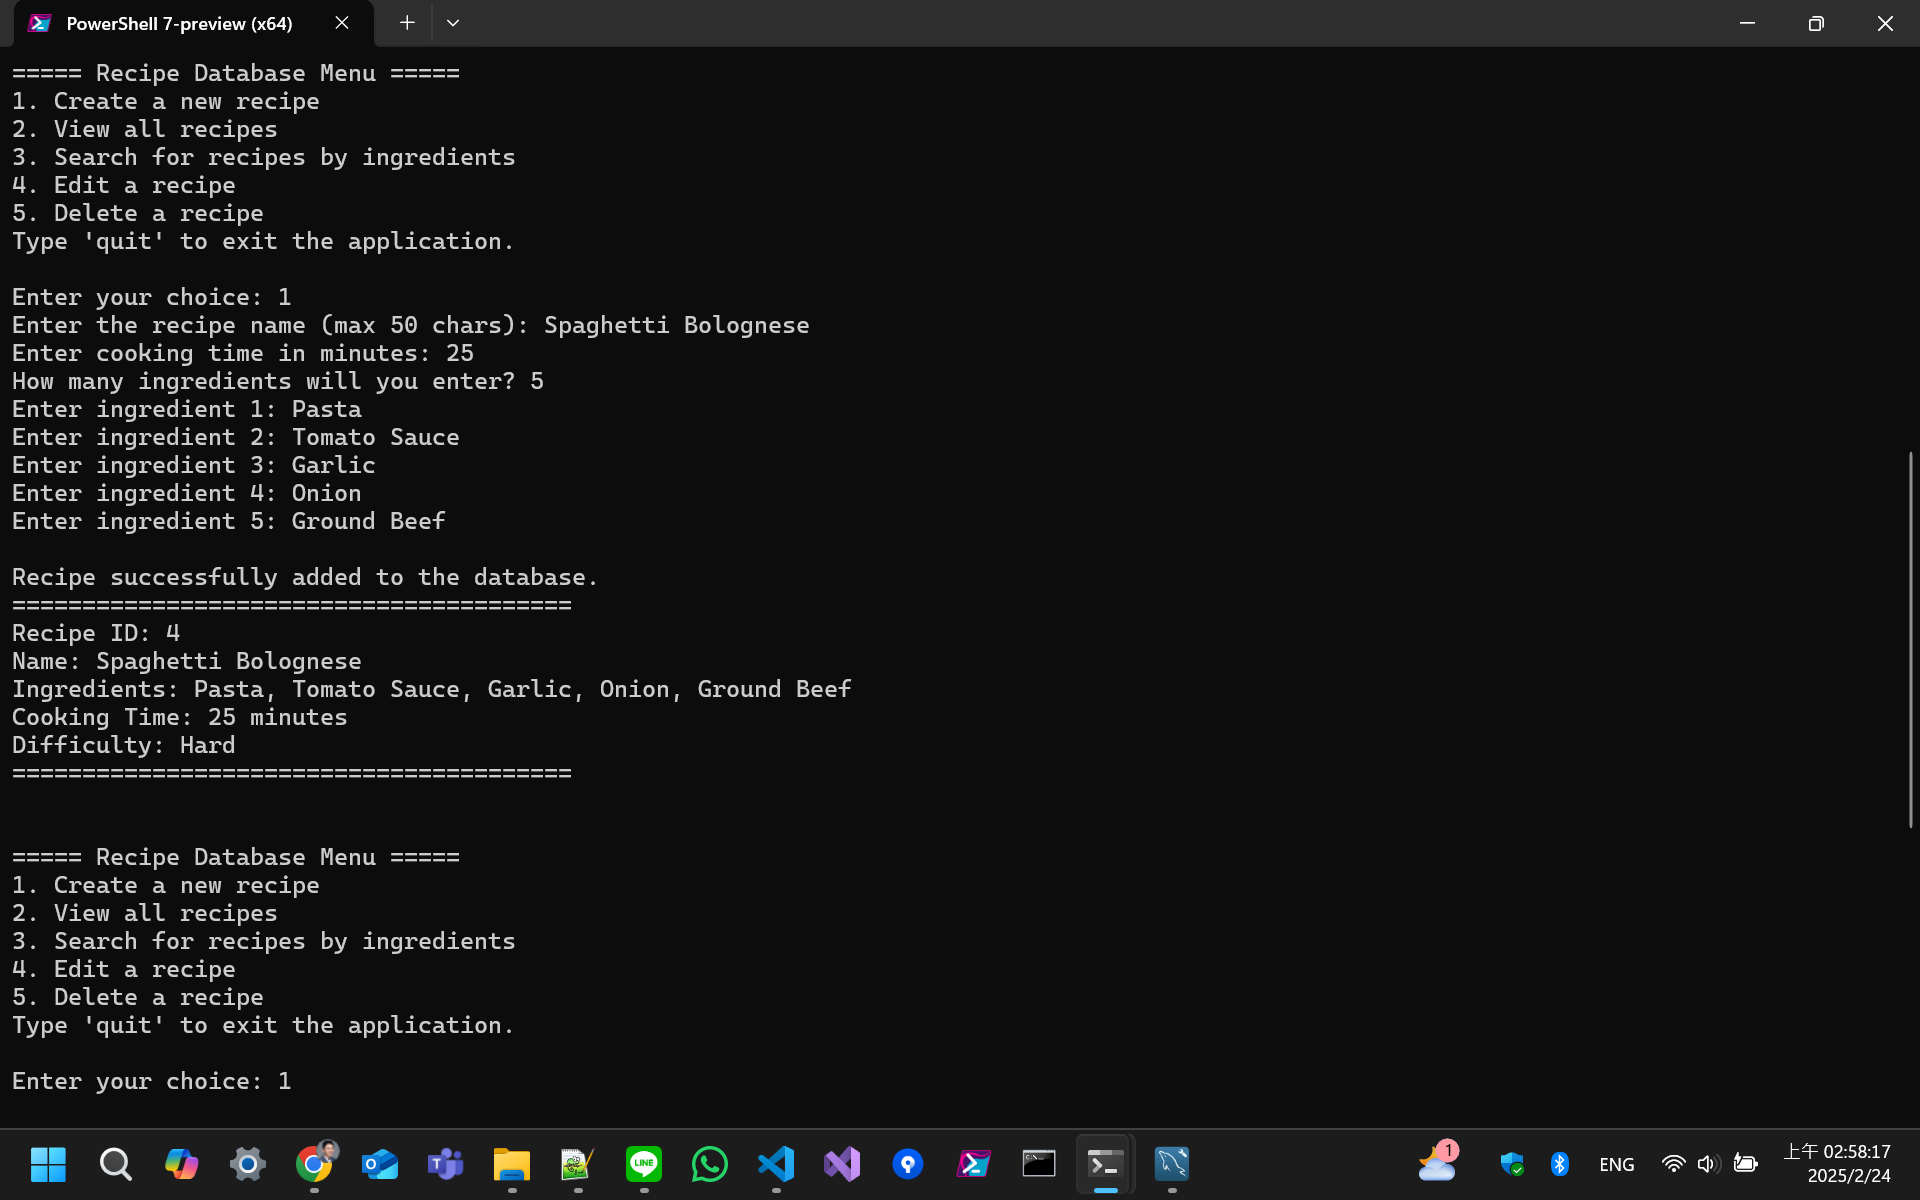 PowerShell 7-preview (x64)
===== Recipe Database Menu =====
1. Create a new recipe
2. View all recipes
3. Search for recipes by ingredients
4. Edit a recipe
5. Delete a recipe
Type 'quit' to exit the application.
Enter your choice: 1
Enter the recipe name (max 50 chars): Spaghetti Bolognese
Enter cooking time in minutes: 25
How many ingredients will you enter? 5
Enter ingredient 1: Pasta
Enter ingredient 2: Tomato Sauce
Enter ingredient 3: Garlic
Enter ingredient 4: Onion
Enter ingredient 5: Ground Beef
Recipe successfully added to the database.
========================================
Recipe ID: 4
Name: Spaghetti Bolognese
Ingredients: Pasta, Tomato Sauce, Garlic, Onion, Ground Beef
Cooking Time: 25 minutes
Difficulty: Hard
========================================
===== Recipe Database Menu =====
1. Create a new recipe
2. View all recipes
3. Search for recipes by ingredients
4. Edit a recipe
5. Delete a recipe
Type 'quit' to exit the application.
Enter your choice: 1
LINE
1
ENG
上午 02:58:17
2025/2/24